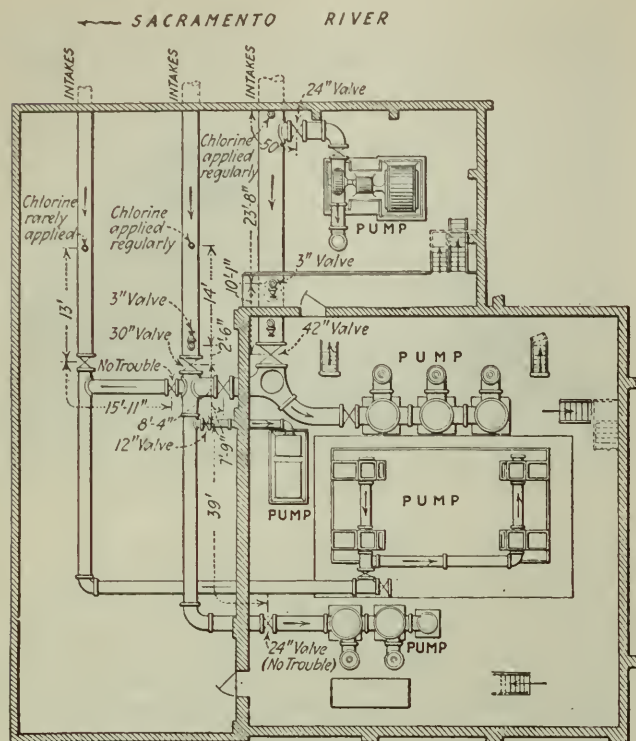 SACRAMENTO RIVER
INTAKES
INTAKES
INTAKES
24" Valve
Chlorine
applied
regularly
50'
23'-8"
PUMP
Chlorine
rarely
applied
Chlorine
applied
regularly
3" Valve
10'-1"
13'
14'
3" Valve
30" Valve
2'-6"
42" Valve
No Trouble
PUMP
15'-11"
8'-4"
12" Valve
7'-9"
39'
PUMP
PUMP
24" Valve
(No Trouble)
PUMP